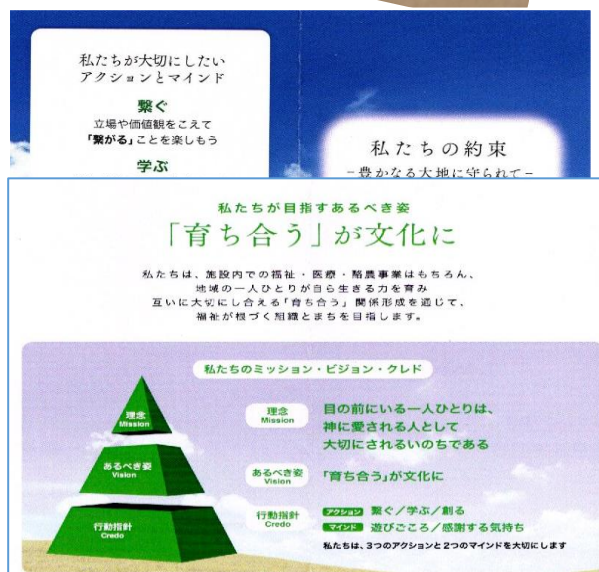 私たちが大切にしたい
アクションとマインド
繋ぐ
立場や価値観をこえて
「繋がる」ことを楽しもう
学ぶ
私たちの約束
−豊かなる大地に守られて−
私たちが目指すあるべき姿
「育ち合う」が文化に
私たちは、施設内での福祉・医療・酪農事業はもちろん、
地域の一人ひとりが自ら生きる力を育み
互いに大切にし合える「育ち合う」関係形成を通じて、
福祉が根づく組織とまちを目指します。
私たちのミッション・ビジョン・クレド
理念
Mission
理念
Mission
目の前にいる一人ひとりは、
神に愛される人として
大切にされるいのちである
あるべき姿
Vision
あるべき姿
Vision
「育ち合う」が文化に
行動指針
Credo
行動指針
Credo
アクション 繋ぐ／学ぶ／創る
マインド 遊びごころ／感謝する気持ち
私たちは、3つのアクションと2つのマインドを大切にします